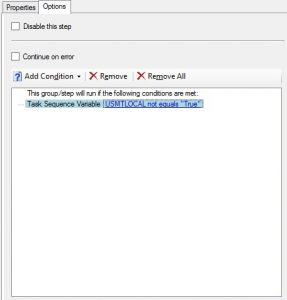 Properties Options
Disable this step
Continue on error
Add Condition Remove Remove All
This group/step will run if the following conditions are met:
Task Sequence Variable USMTLOCAL not equals "True"